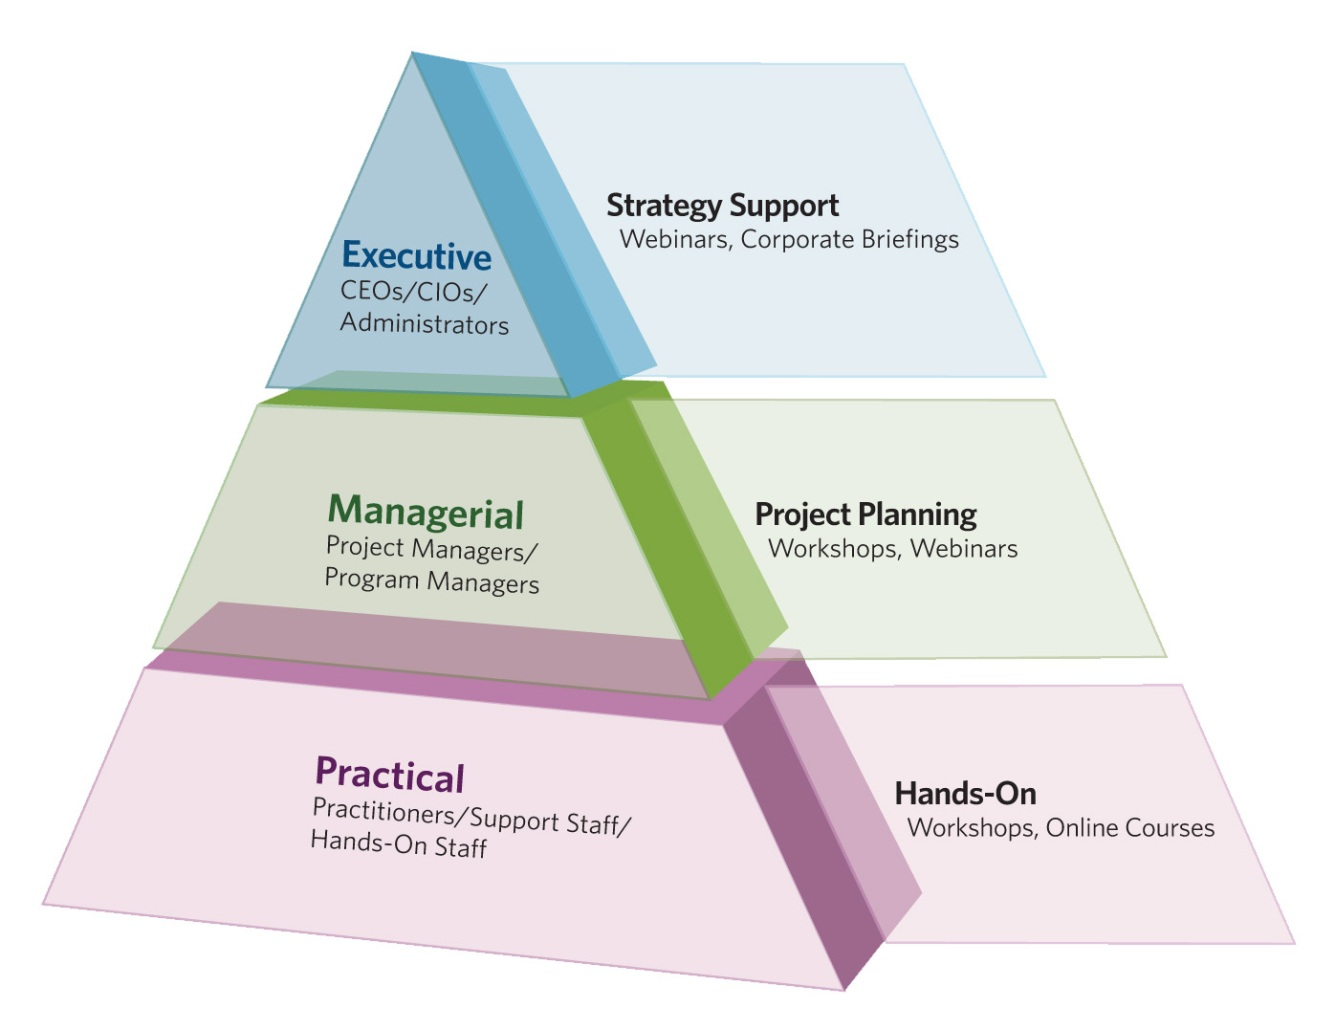 Executive
CEOs/CIOs/
Administrators
Strategy Support
Webinars, Corporate Briefings
Managerial
Project Managers/
Program Managers
Project Planning
Workshops, Webinars
Practical
Practitioners/Support Staff/
Hands-On Staff
Hands-On
Workshops, Online Courses